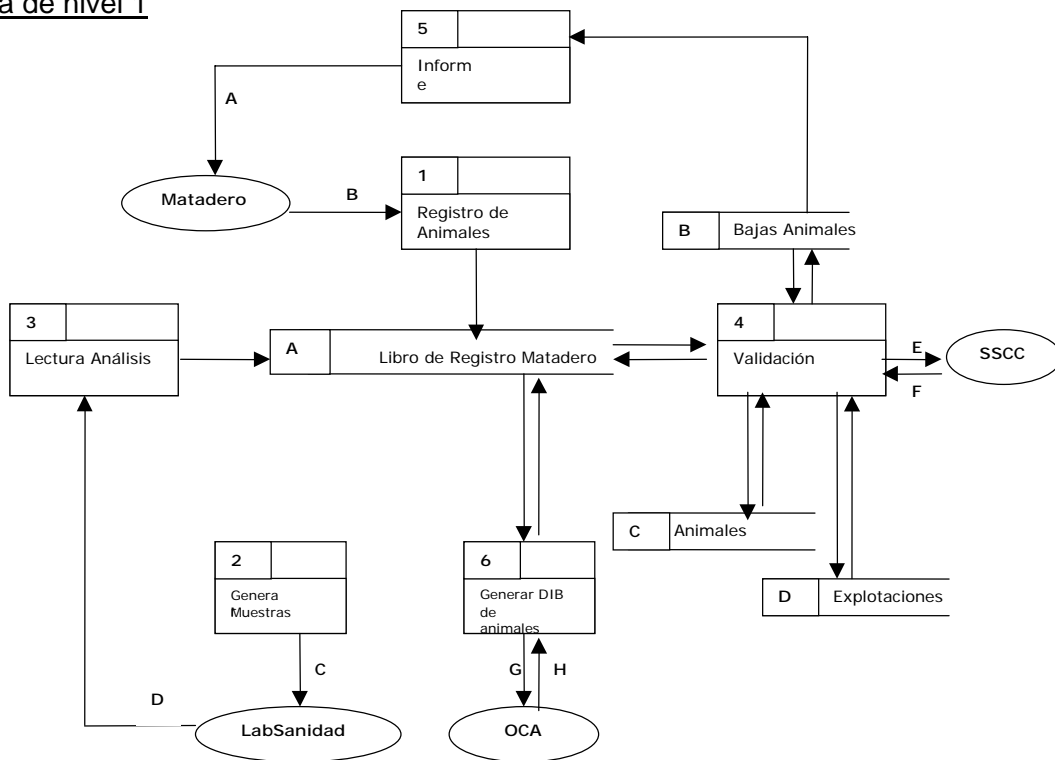 a de nivel 1
5
Inform
e
A
Matadero
B
1
Registro de
Animales
B
Bajas Animales
3
Lectura Análisis
A
Libro de Registro Matadero
4
Validación
E
F
SSCC
C
Animales
D
Explotaciones
2
Genera
Muestras
6
Generar DIB
de
animales
C
D
G
H
LabSanidad
OCA